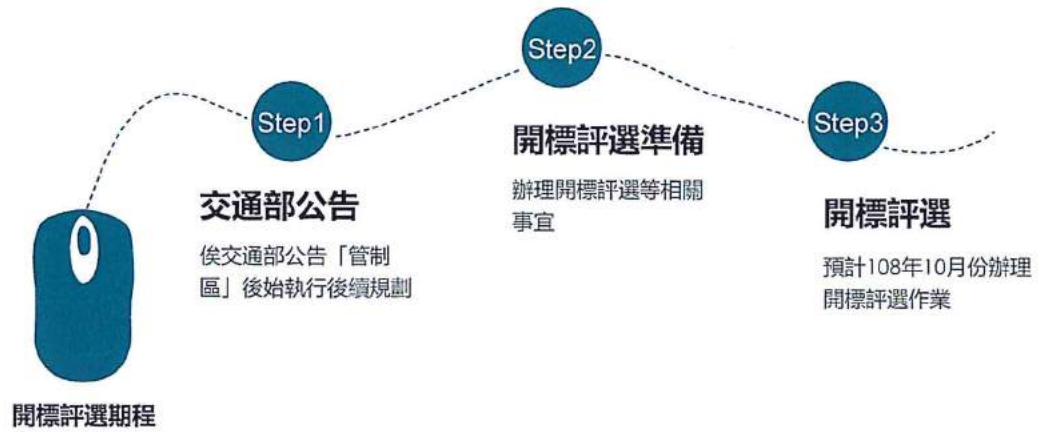 Step1
交通部公告
俟交通部公告「管制
區」後始執行後續規劃
Step2
開標評選準備
辦理開標評選等相關
事宜
Step3
開標評選
預計108年10月份辦理
開標評選作業
開標評選期程